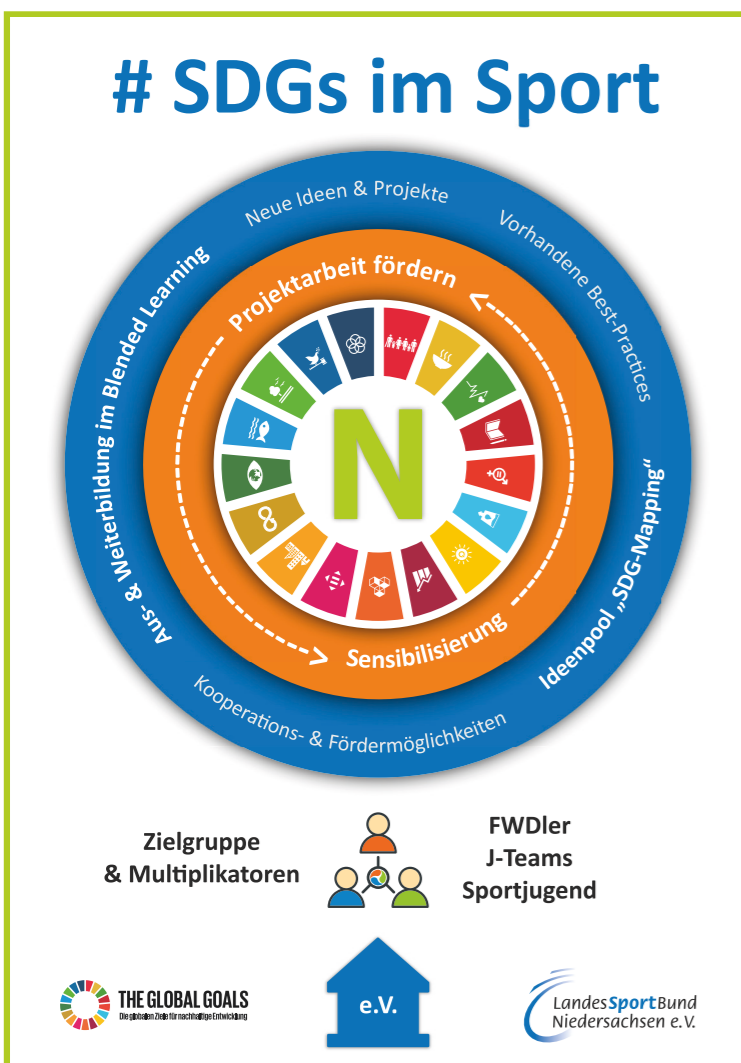 # SDGs im Sport
Neue Ideen & Projekte
Vorhandene Best-Practices
Aus- & Weiterbildung im Blended Learning
Projektarbeit fördern
N
Sensibilisierung
Ideenpool „SDG-Mapping“
Kooperations- & Fördermöglichkeiten
Zielgruppe
& Multiplikatoren
FWDler
J-Teams
Sportjugend
THE GLOBAL GOALS
Die globalen Ziele für nachhaltige Entwicklung
e.V.
LandesSportBund
Niedersachsen e.V.